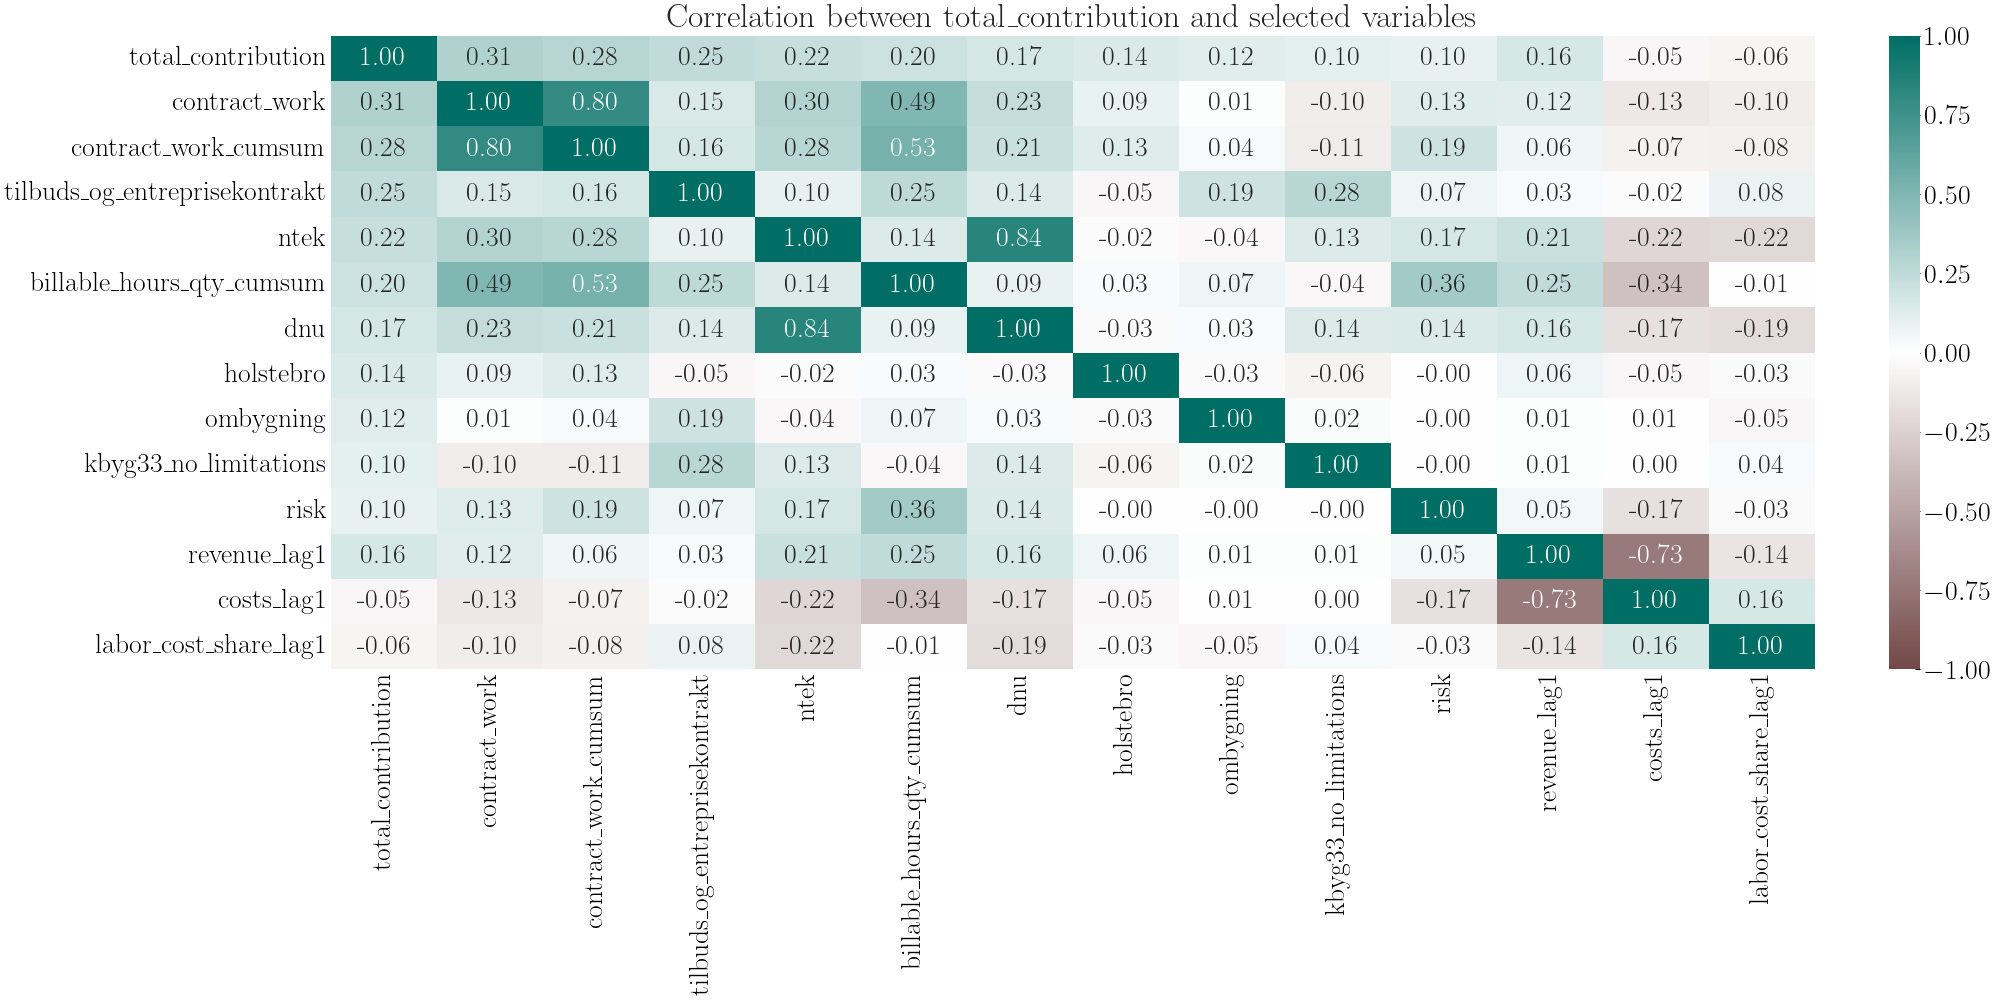 Correlation between total_contribution and selected variables
total_contribution 1.00 0.31 0.28 0.25 0.22 0.20 0.17 0.14 0.12 0.10 0.10 0.16 -0.05 -0.06
contract_work 0.31 1.00 0.80 0.15 0.30 0.49 0.23 0.09 0.01 -0.10 0.13 0.12 -0.13 -0.10
contract_work_cumsum 0.28 0.80 1.00 0.16 0.28 0.53 0.21 0.13 0.04 -0.11 0.19 0.06 -0.07 -0.08
tilbuds_og_entreprisekontrakt 0.25 0.15 0.16 1.00 0.10 0.25 0.14 -0.05 0.19 0.28 0.07 0.03 -0.02 0.08
ntek 0.22 0.30 0.28 0.10 1.00 0.14 0.84 -0.02 -0.04 0.13 0.17 0.21 -0.22 -0.22
billable_hours_qty_cumsum 0.20 0.49 0.53 0.25 0.14 1.00 0.09 0.03 0.07 -0.04 0.36 0.25 -0.34 -0.01
dnu 0.17 0.23 0.21 0.14 0.84 0.09 1.00 -0.03 0.03 0.14 0.14 0.16 -0.17 -0.19
holstebro 0.14 0.09 0.13 -0.05 -0.02 0.03 -0.03 1.00 -0.03 -0.06 -0.00 0.06 -0.05 -0.03
ombygning 0.12 0.01 0.04 0.19 -0.04 0.07 0.03 -0.03 1.00 0.02 -0.00 0.01 0.01 -0.05
kbyg33_no_limitations 0.10 -0.10 -0.11 0.28 0.13 -0.04 0.14 -0.06 0.02 1.00 -0.00 0.01 0.00 0.04
risk 0.10 0.13 0.19 0.07 0.17 0.36 0.14 -0.00 -0.00 -0.00 1.00 0.05 -0.17 -0.03
revenue_lag1 0.16 0.12 0.06 0.03 0.21 0.25 0.16 0.06 0.01 0.01 0.05 1.00 -0.73 -0.14
costs_lag1 -0.05 -0.13 -0.07 -0.02 -0.22 -0.34 -0.17 -0.05 0.01 0.00 -0.17 -0.73 1.00 0.16
labor_cost_share_lag1 -0.06 -0.10 -0.08 0.08 -0.22 -0.01 -0.19 -0.03 -0.05 0.04 -0.03 -0.14 0.16 1.00
total_contribution
contract_work
contract_work_cumsum
tilbuds_og_entreprisekontrakt
ntek
billable_hours_qty_cumsum
dnu
holstebro
ombygning
kbyg33_no_limitations
risk
revenue_lag1
costs_lag1
labor_cost_share_lag1
1.00
0.75
0.50
0.25
0.00
−0.25
−0.50
−0.75
−1.00